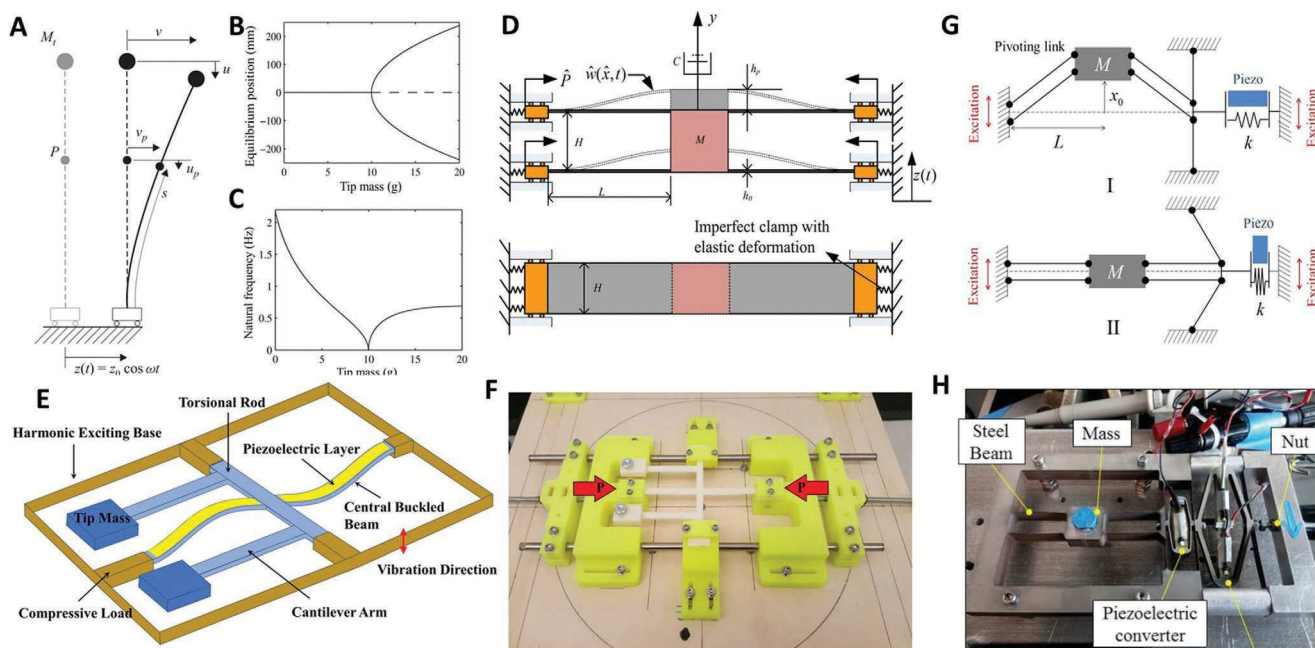 A
M_t
v
u
P
v_p
u_p
s
z(t) = z_0 cos ωt
B
Equilibrium position (mm)
200
100
0
−100
−200
0
5
10
15
20
Tip mass (g)
C
Natural frequency (Hz)
2
1.5
1
0.5
0
0
5
10
15
20
Tip mass (g)
D
y
C
P̂
ŵ(x̂,t)
h_p
H
M
L
h_0
z(t)
Imperfect clamp with
elastic deformation
H
G
Pivoting link
M
Piezo
x_0
Excitation
Excitation
L
k
I
Piezo
Excitation
M
Excitation
k
II
E
Torsional Rod
Harmonic Exciting Base
Piezoelectric Layer
Central Buckled
Beam
Tip Mass
Vibration Direction
Compressive Load
Cantilever Arm
F
P
P
H
Steel
Beam
Mass
Nut
Piezoelectric
converter